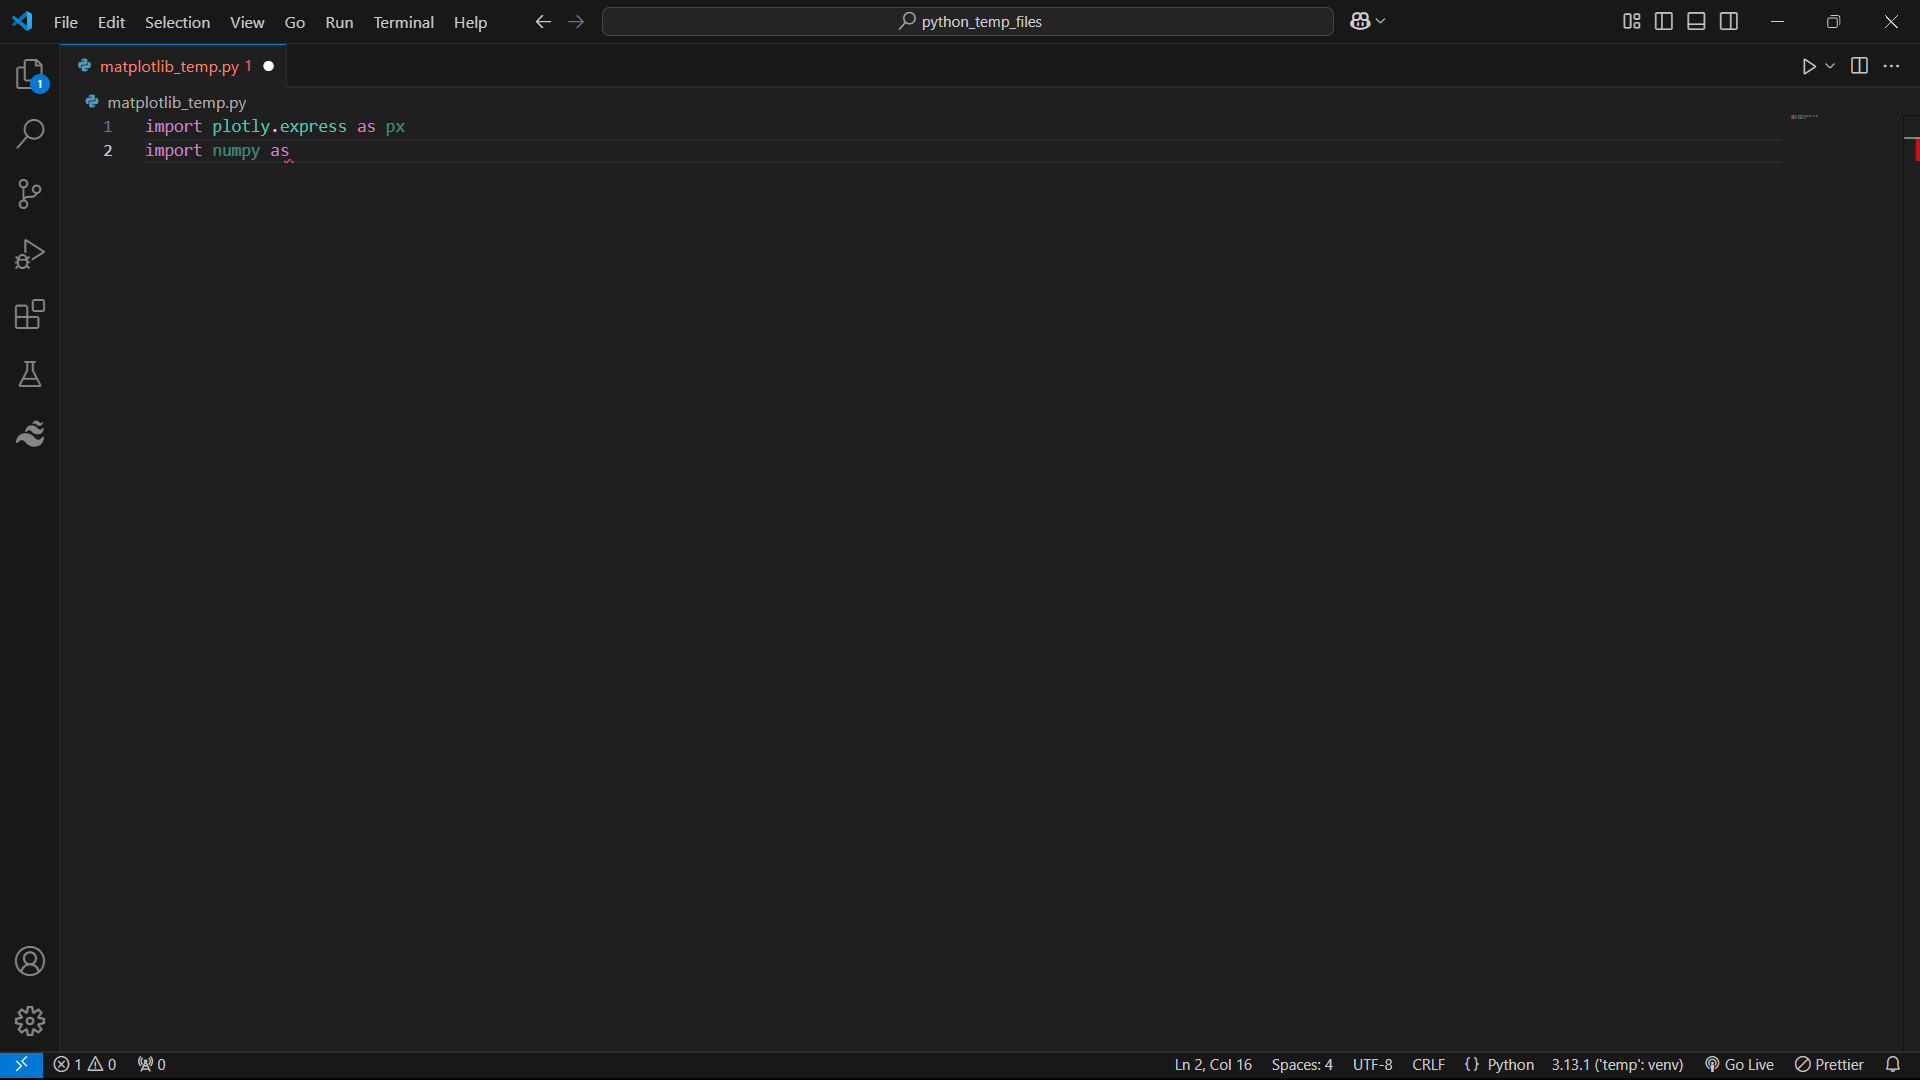 File Edit Selection View Go Run Terminal Help
python_temp_files
matplotlib_temp.py 1
1
matplotlib_temp.py
1 import plotly.express as px
2 import numpy as
1 0 0 Ln 2, Col 16 Spaces: 4 UTF-8 CRLF {} Python 3.13.1 ('temp': venv) Go Live Prettier